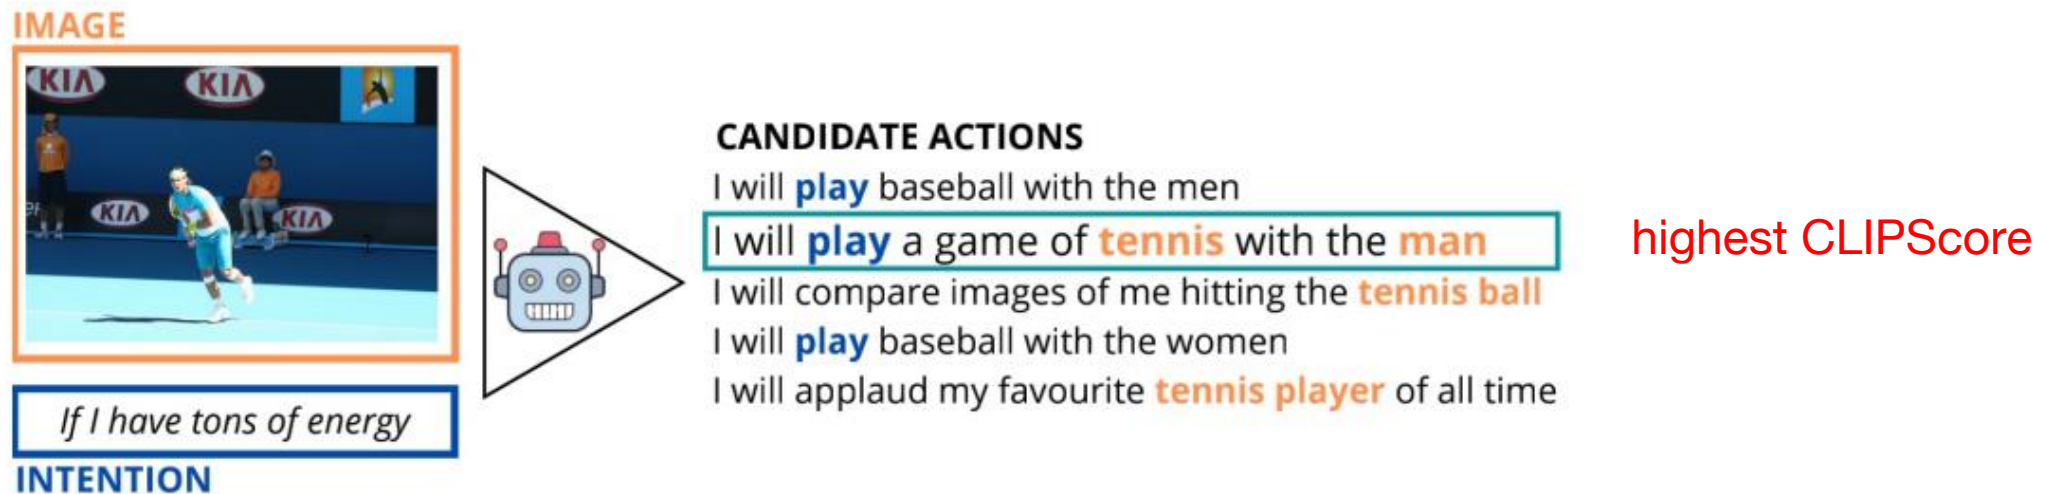 IMAGE
KIA
KIA
KIA
KIA
If I have tons of energy
INTENTION
CANDIDATE ACTIONS
I will play baseball with the men
I will play a game of tennis with the man
I will compare images of me hitting the tennis ball
I will play baseball with the women
I will applaud my favourite tennis player of all time
highest CLIPScore